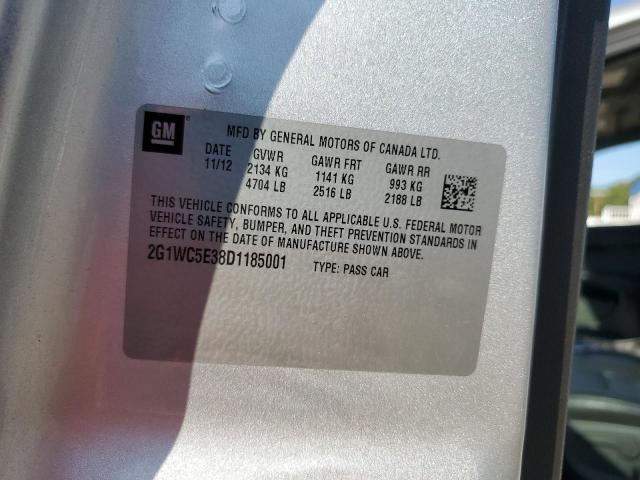 GM
MFD BY GENERAL MOTORS OF CANADA LTD.
DATE GVWR GAWR FRT GAWR RR
11/12 2134 KG 1141 KG 993 KG
4704 LB 2516 LB 2188 LB
THIS VEHICLE CONFORMS TO ALL APPLICABLE U.S. FEDERAL MOTOR
VEHICLE SAFETY, BUMPER, AND THEFT PREVENTION STANDARDS IN
EFFECT ON THE DATE OF MANUFACTURE SHOWN ABOVE.
2G1WC5E38D1185001 TYPE: PASS CAR